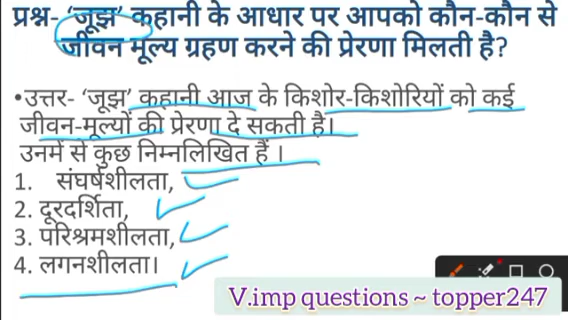 प्रश्न- ‘जूझ’ कहानी के आधार पर आपको कौन-कौन से
जीवन मूल्य ग्रहण करने की प्रेरणा मिलती है?
•उत्तर- ‘जूझ’ कहानी आज के किशोर-किशोरियों को कई
जीवन-मूल्यों की प्रेरणा दे सकती है।
उनमें से कुछ निम्नलिखित हैं ।
1. संघर्षशीलता,
2. दूरदर्शिता,
3. परिश्रमशीलता,
4. लगनशीलता।
V.imp questions ~ topper247